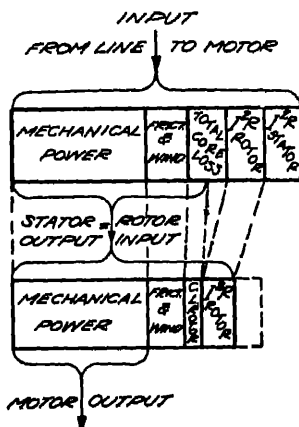 INPUT
FROM LINE TO MOTOR
MECHANICAL
POWER
FRICT.
&
WIND
TOTAL
CORE
LOSS
I²R
ROTOR
I²R
STATOR
STATOR = ROTOR
OUTPUT INPUT
MECHANICAL
POWER
FRICT.
&
WIND
I²R
ROTOR
MOTOR OUTPUT